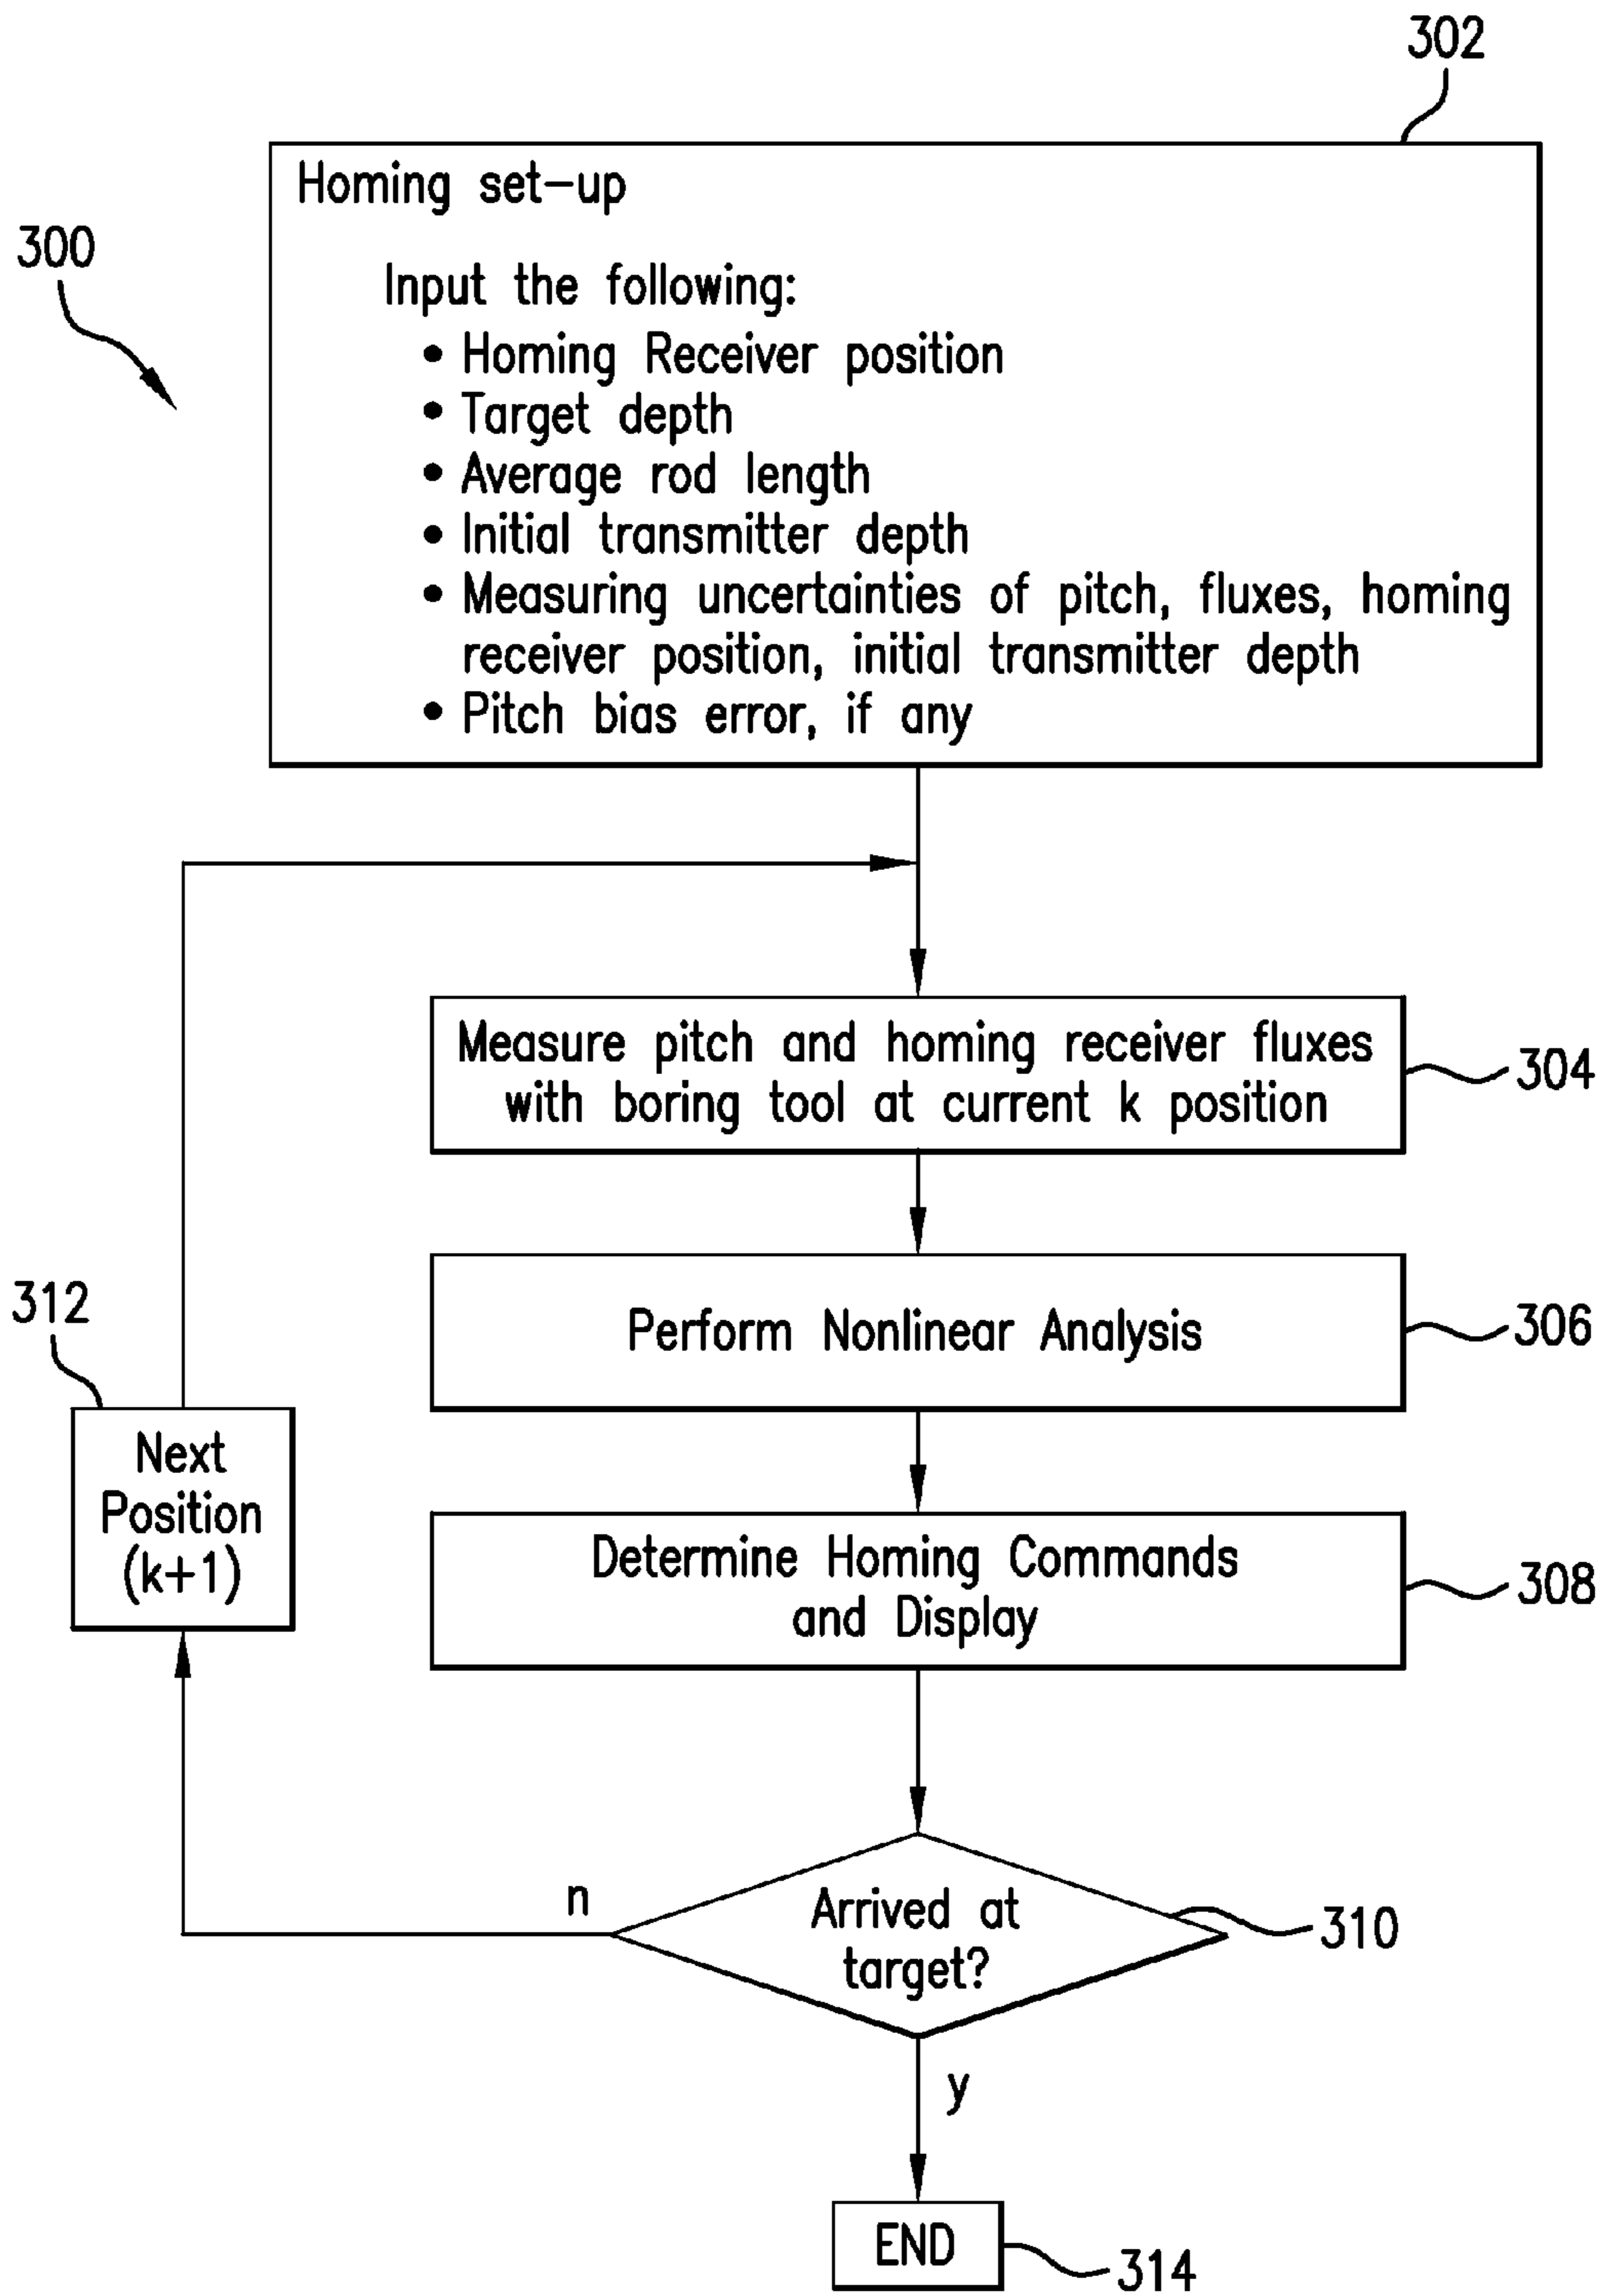 302
Homing set-up
300
Input the following:
• Homing Receiver position
• Target depth
• Average rod length
• Initial transmitter depth
• Measuring uncertainties of pitch, fluxes, homing
receiver position, initial transmitter depth
• Pitch bias error, if any
Measure pitch and homing receiver fluxes
with boring tool at current k position
304
Perform Nonlinear Analysis
306
312
Next
Position
(k+1)
Determine Homing Commands
and Display
308
n
Arrived at
target?
310
y
END
314